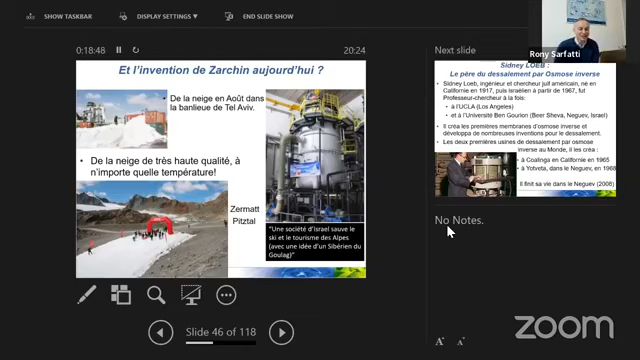 SHOW TASKBAR
DISPLAY SETTINGS ▼
END SLIDE SHOW
Rony Sarfatti
0:18:48
20:24
Et l'invention de Zarchin aujourd'hui ?
• De la neige en Août dans
la banlieue de Tel Aviv.
• De la neige de très haute qualité, à
n'importe quelle température!
Zermatt
Pitztal
"Une société d'Israel sauve le
ski et le tourisme des Alpes
(avec une idée d'un Sibérien du
Goulag)"
Slide 46 of 118
Next slide
Sidney LOEB :
Le père du dessalement par Osmose inverse
• Sidney Loeb, ingénieur et chercheur juif américain, né en
Californie en 1917, puis israélien à partir de 1967, fut
Professeur-chercheur à la fois:
• à l'UCLA (Los Angeles)
• et à l'Université Ben Gourion (Beer Sheva, Neguev, Israel)
• Il créa les premières membranes d'osmose inverse et
développa de nombreuses inventions pour le dessalement.
• Les deux premières usines de dessalement par osmose
inverse au Monde, il les créa :
à Coalinga en Californie en 1965
à Yotveta, dans le Neguev, en 1968
Il finit sa vie dans le Neguev (2008)
No Notes.
A A
zoom